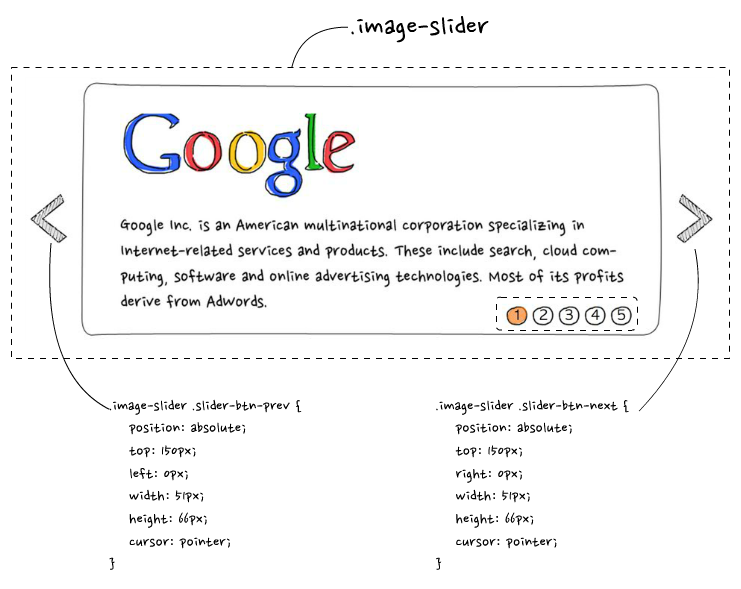 .image-slider
Google
Google Inc. is an American multinational corporation specializing in
Internet-related services and products. These include search, cloud com-
puting, software and online advertising technologies. Most of its profits
derive from AdWords.
1 2 3 4 5
.image-slider .slider-btn-prev {
position: absolute;
top: 150px;
left: 0px;
width: 51px;
height: 66px;
cursor: pointer;
}
.image-slider .slider-btn-next {
position: absolute;
top: 150px;
right: 0px;
width: 51px;
height: 66px;
cursor: pointer;
}